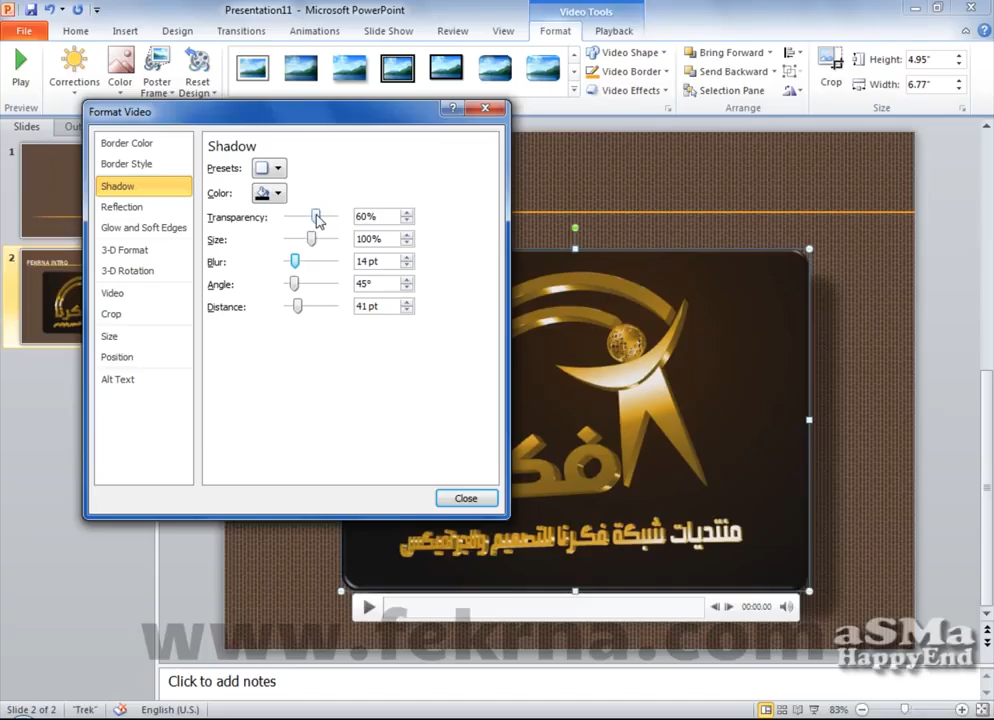 Presentation11 - Microsoft PowerPoint
Video Tools
File Home Insert Design Transitions Animations Slide Show Review View Format Playback
Play
Corrections
Color
Poster Frame
Reset Design
Video Shape
Video Border
Video Effects
Bring Forward
Send Backward
Selection Pane
Crop
Height: 4.95"
Width: 6.77"
Preview
Arrange
Size
Slides
Out
1
2
FEKRNA INTRO
Format Video
Border Color
Border Style
Shadow
Reflection
Glow and Soft Edges
3-D Format
3-D Rotation
Video
Crop
Size
Position
Alt Text
Shadow
Presets:
Color:
Transparency: 60%
Size: 100%
Blur: 14 pt
Angle: 45°
Distance: 41 pt
Close
منتديات شبكة فكرنا للتصميم والجرافيكس
00:00.00
www.fekrna.com
aSMa
HappyEnd
Click to add notes
Slide 2 of 2
"Trek"
English (U.S.)
83%